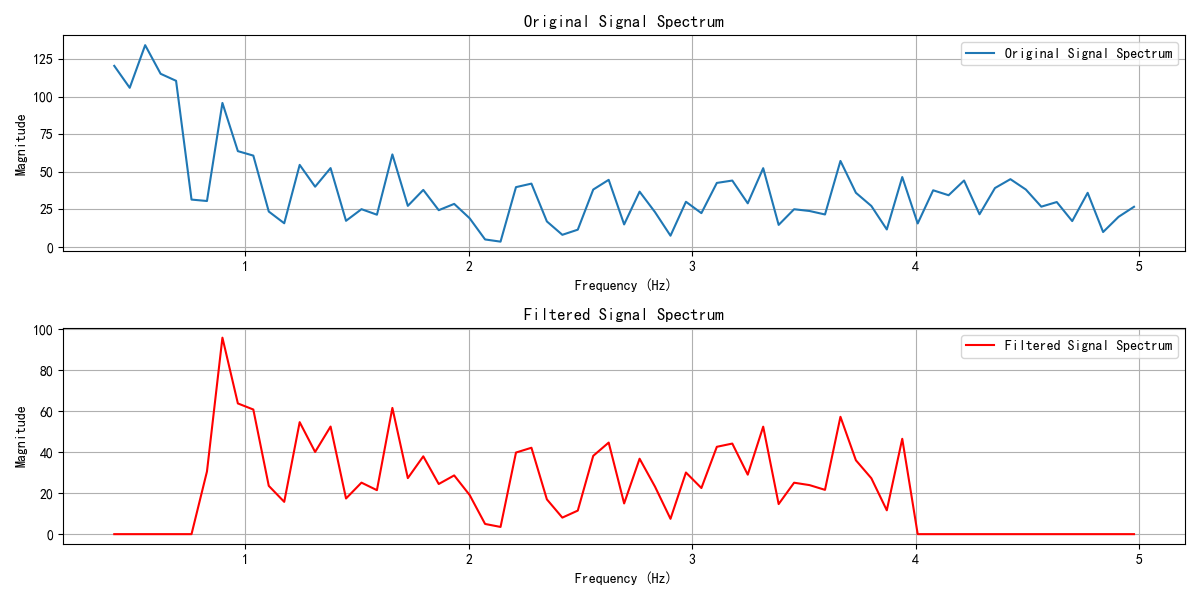 Original Signal Spectrum
Original Signal Spectrum
Magnitude
125
100
75
50
25
0
1 2 3 4 5
Frequency (Hz)
Filtered Signal Spectrum
Filtered Signal Spectrum
Magnitude
100
80
60
40
20
0
1 2 3 4 5
Frequency (Hz)